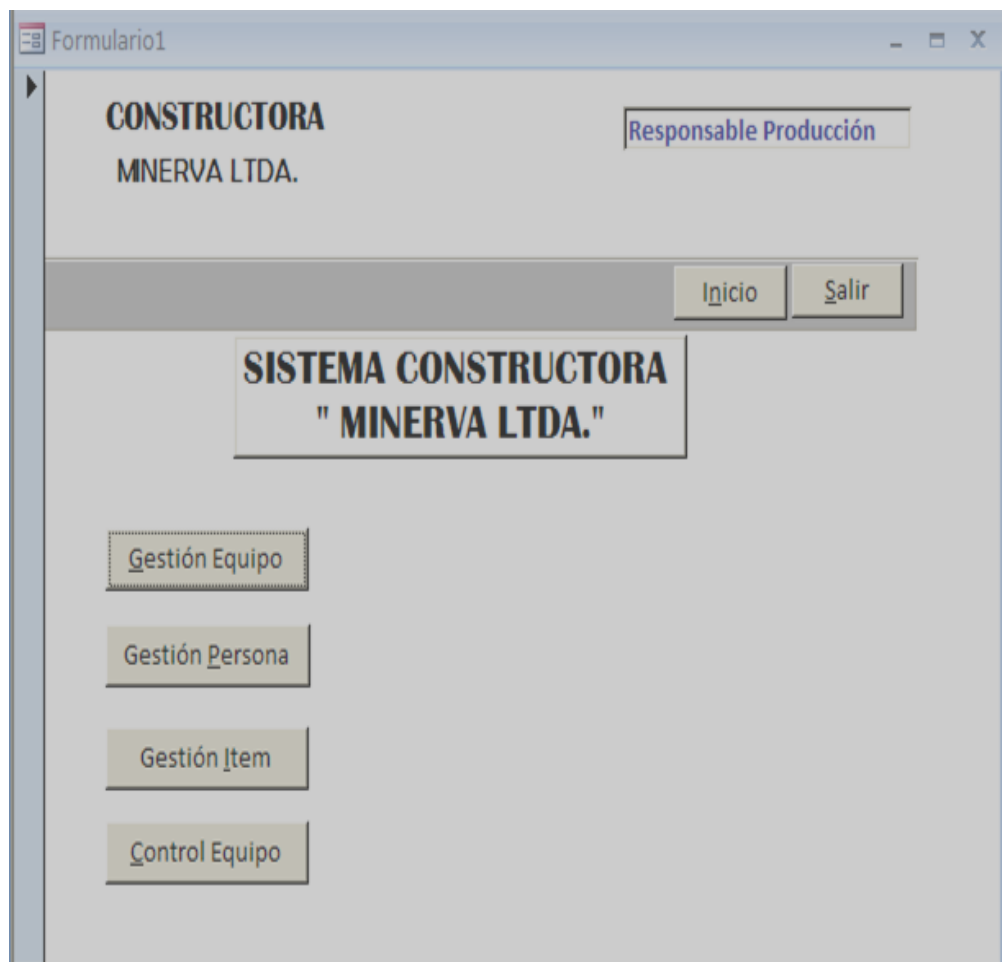 Formulario1
CONSTRUCTORA
MINERVA LTDA.
Responsable Producción
Inicio
Salir
SISTEMA CONSTRUCTORA
" MINERVA LTDA."
Gestión Equipo
Gestión Persona
Gestión Item
Control Equipo